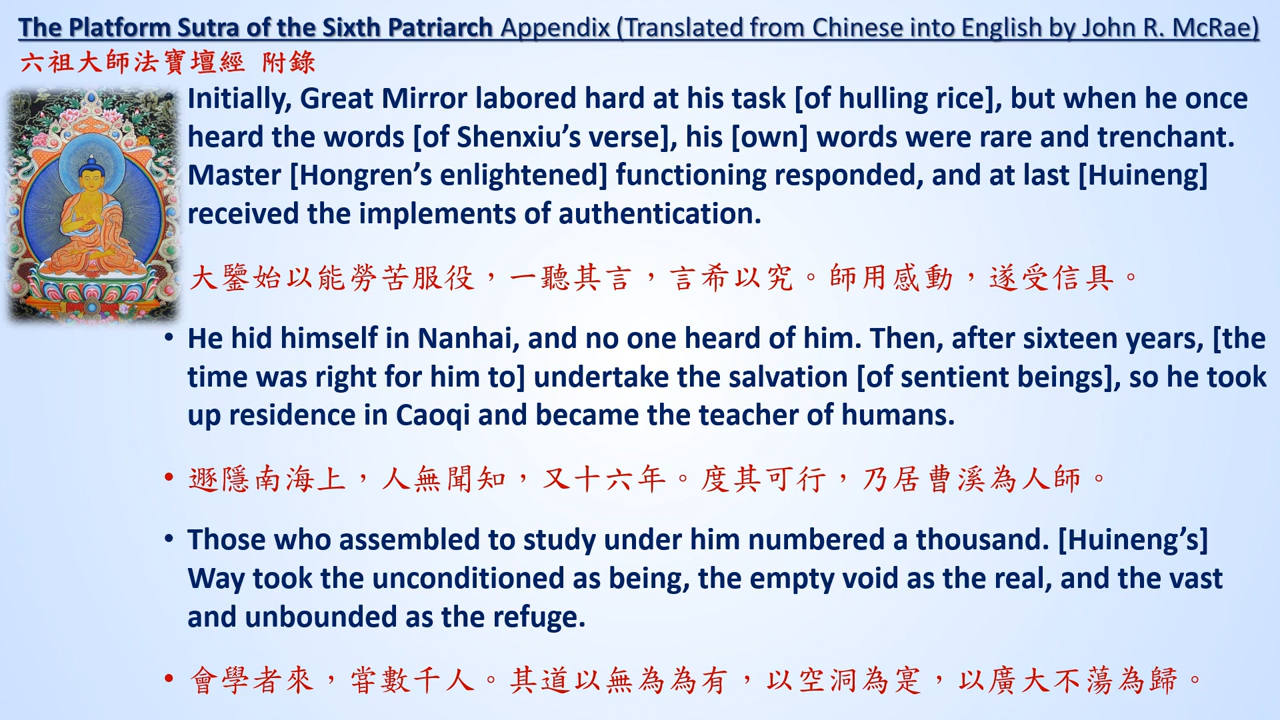 The Platform Sutra of the Sixth Patriarch Appendix (Translated from Chinese into English by John R. McRae)
六祖大師法寶壇經 附錄
Initially, Great Mirror labored hard at his task [of hulling rice], but when he once
heard the words [of Shenxiu’s verse], his [own] words were rare and trenchant.
Master [Hongren’s enlightened] functioning responded, and at last [Huineng]
received the implements of authentication.
大鑒始以能勞苦服役，一聽其言，言希以究。師用感動，遂受信具。
• He hid himself in Nanhai, and no one heard of him. Then, after sixteen years, [the
time was right for him to] undertake the salvation [of sentient beings], so he took
up residence in Caoqi and became the teacher of humans.
• 遯隱南海上，人無聞知，又十六年。度其可行，乃居曹溪為人師。
• Those who assembled to study under him numbered a thousand. [Huineng’s]
Way took the unconditioned as being, the empty void as the real, and the vast
and unbounded as the refuge.
• 會學者來，甞數千人。其道以無為為有，以空洞為寔，以廣大不蕩為歸。